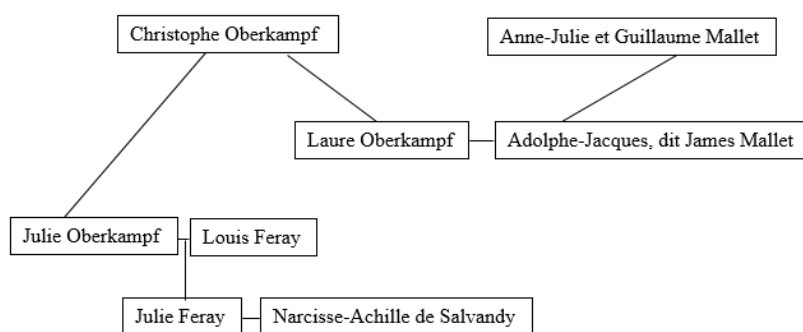 Christophe Oberkampf
Anne-Julie et Guillaume Mallet
Laure Oberkampf
Adolphe-Jacques, dit James Mallet
Julie Oberkampf
Louis Feray
Julie Feray
Narcisse-Achille de Salvandy